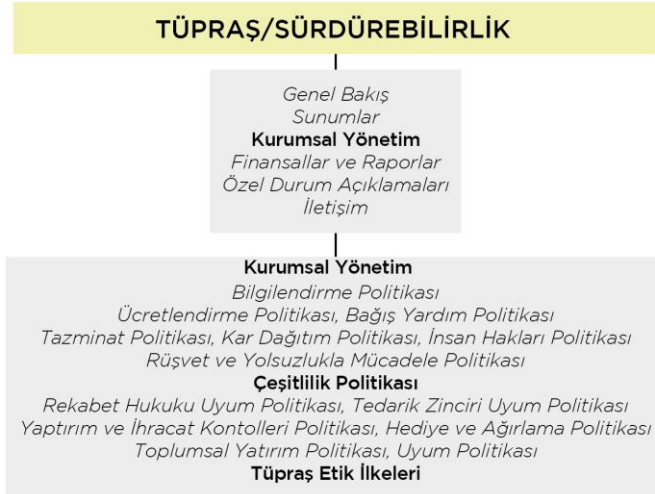 TÜPRAŞ/SÜRDÜREBİLİRLİK
Genel Bakış
Sunumlar
Kurumsal Yönetim
Finansallar ve Raporlar
Özel Durum Açıklamaları
İletişim
Kurumsal Yönetim
Bilgilendirme Politikası
Ücretlendirme Politikası, Bağış Yardım Politikası
Tazminat Politikası, Kar Dağıtım Politikası, İnsan Hakları Politikası
Rüşvet ve Yolsuzlukla Mücadele Politikası
Çeşitlilik Politikası
Rekabet Hukuku Uyum Politikası, Tedarik Zinciri Uyum Politikası
Yaptırım ve İhracat Kontolleri Politikası, Hediye ve Ağırlama Politikası
Toplumsal Yatırım Politikası, Uyum Politikası
Tüpraş Etik İlkeleri